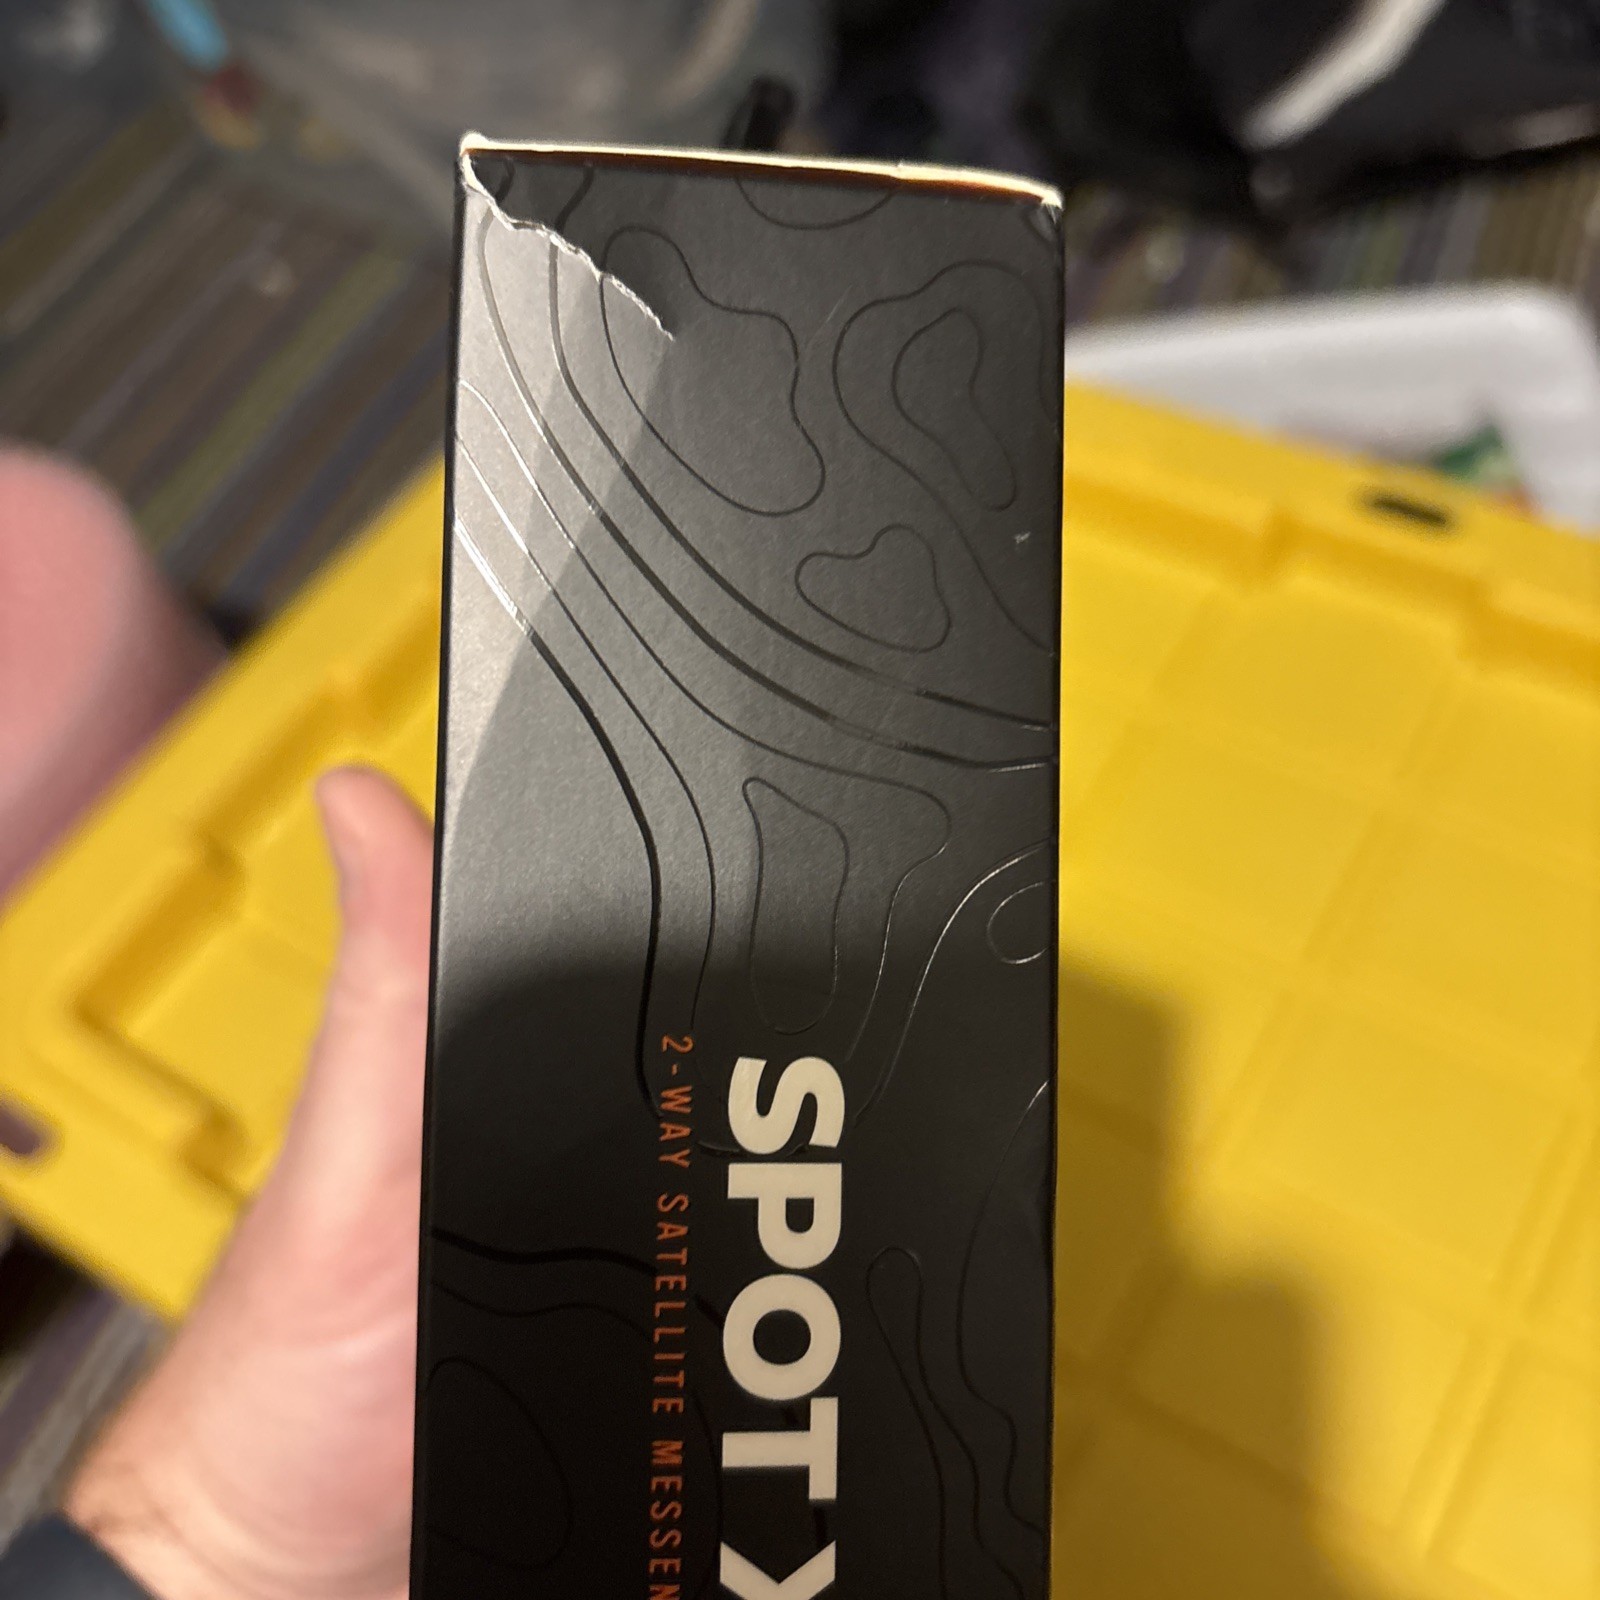 SPOT X
2-WAY SATELLITE MESSEN